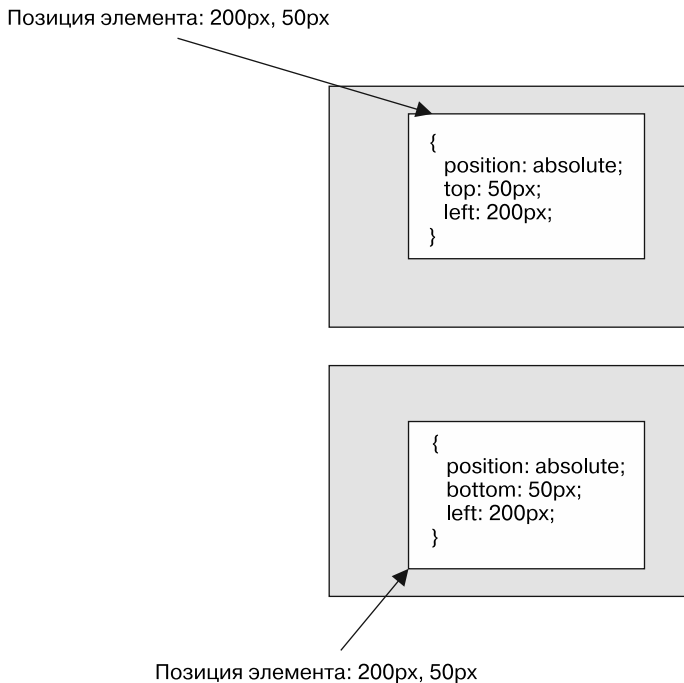 Позиция элемента: 200px, 50px
{
position: absolute;
top: 50px;
left: 200px;
}
{
position: absolute;
bottom: 50px;
left: 200px;
}
Позиция элемента: 200px, 50px